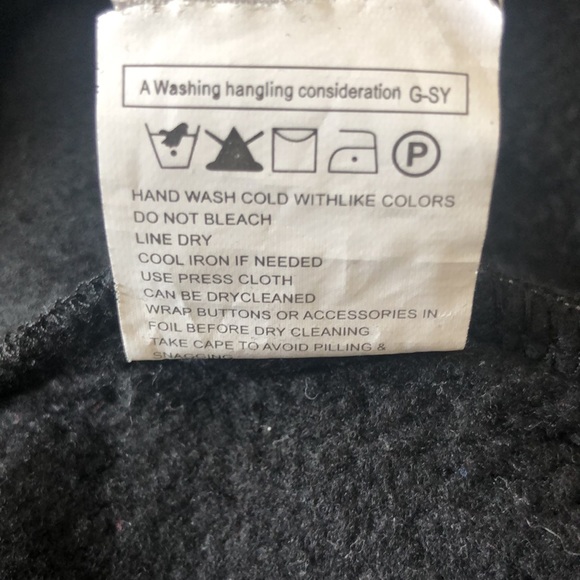 A Washing hangling consideration G-SY
P
HAND WASH COLD WITHLIKE COLORS
DO NOT BLEACH
LINE DRY
COOL IRON IF NEEDED
USE PRESS CLOTH
CAN BE DRYCLEANED
WRAP BUTTONS OR ACCESSORIES IN
FOIL BEFORE DRY CLEANING
TAKE CAPE TO AVOID PILLING &
SNAGGING